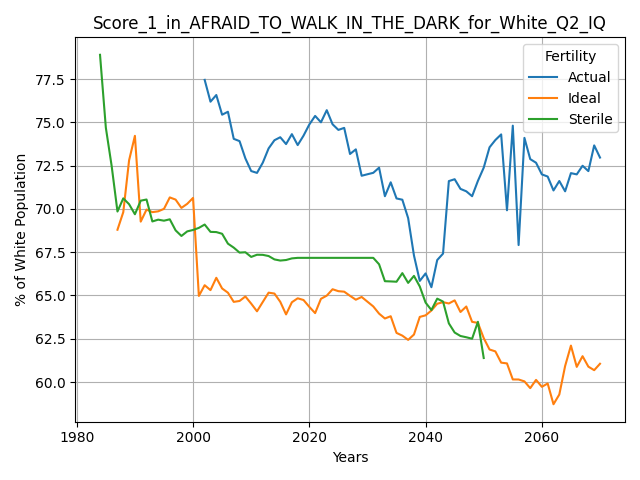 Score_1_in_AFRAID_TO_WALK_IN_THE_DARK_for_White_Q2_IQ
Fertility
Actual
Ideal
Sterile
% of White Population
77.5
75.0
72.5
70.0
67.5
65.0
62.5
60.0
1980 2000 2020 2040 2060
Years